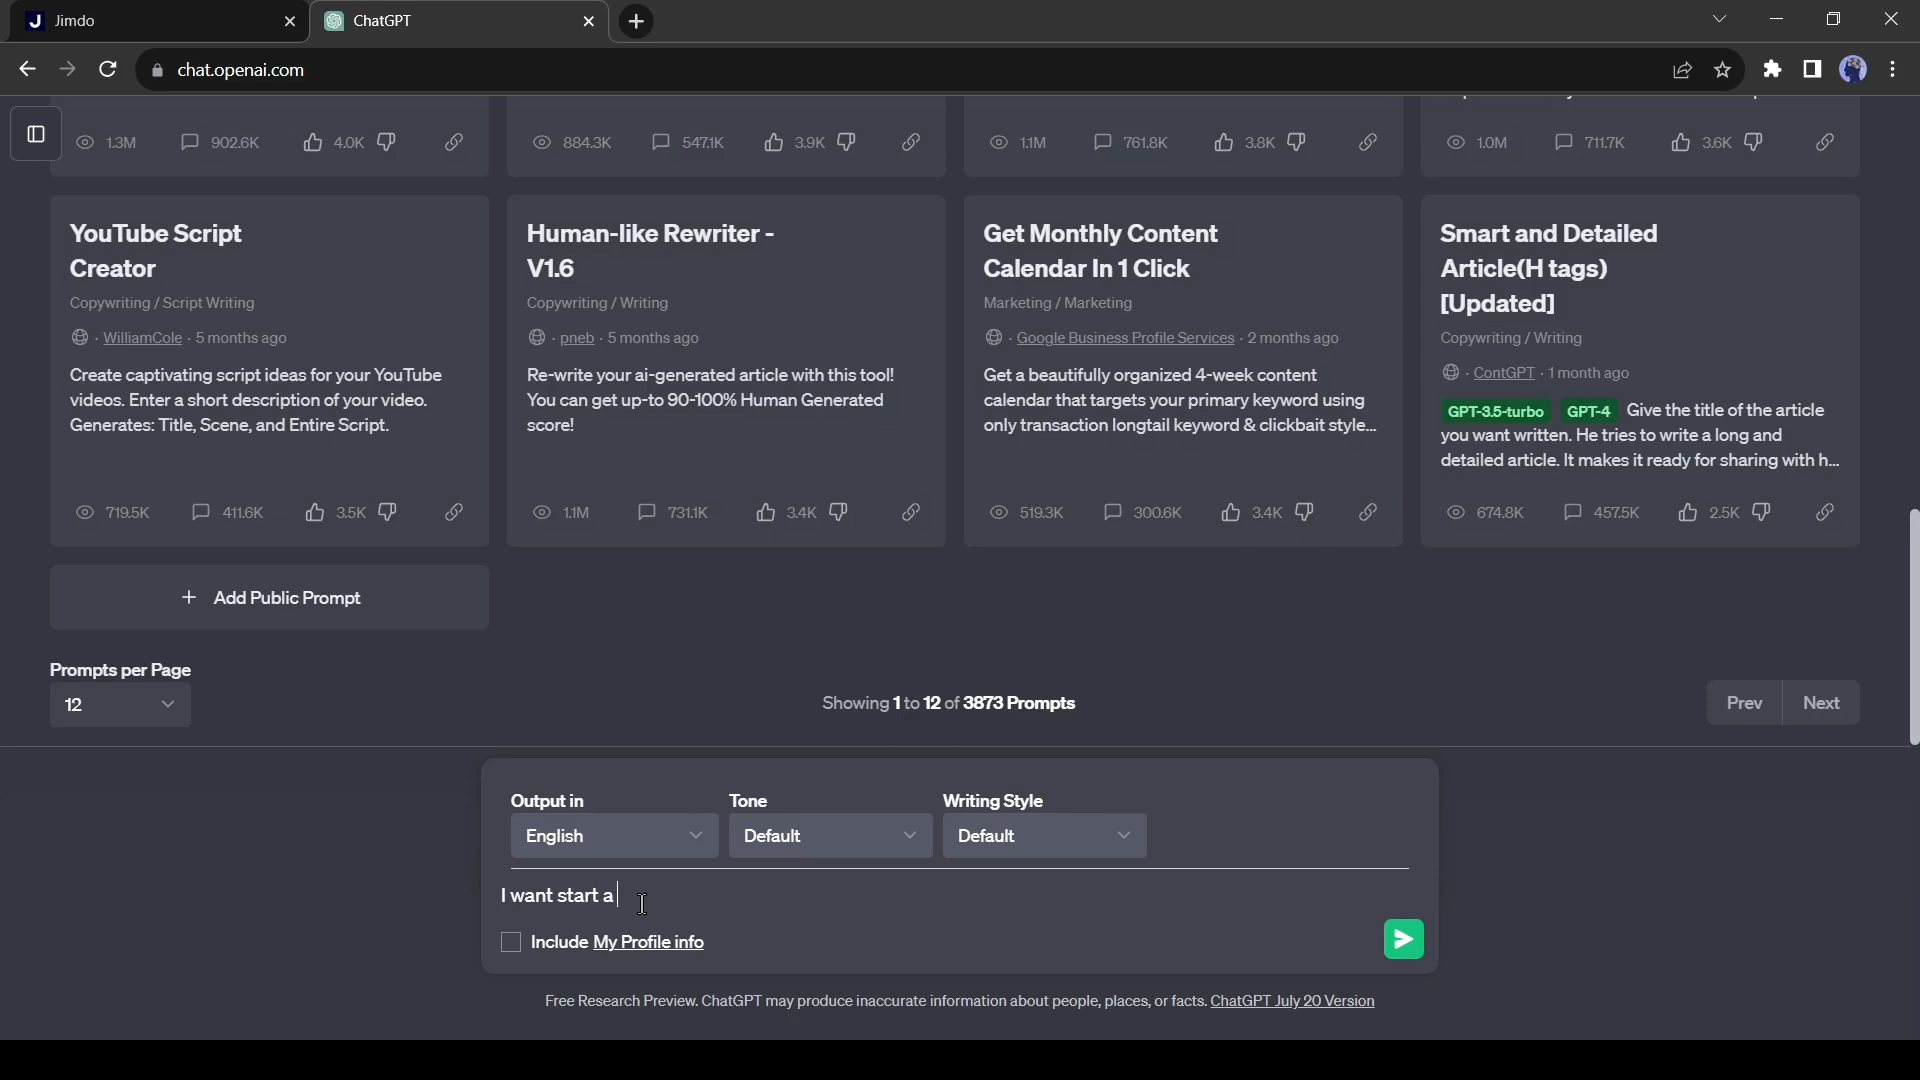 Jimdo
ChatGPT
chat.openai.com
1.3M 902.6K 4.0K
884.3K 547.1K 3.9K
1.1M 761.8K 3.8K
1.0M 711.7K 3.6K
YouTube Script
Creator
Copywriting / Script Writing
· WilliamCole · 5 months ago
Create captivating script ideas for your YouTube
videos. Enter a short description of your video.
Generates: Title, Scene, and Entire Script.
719.5K 411.6K 3.5K
Human-like Rewriter -
V1.6
Copywriting / Writing
· pneb · 5 months ago
Re-write your ai-generated article with this tool!
You can get up-to 90-100% Human Generated
score!
1.1M 731.1K 3.4K
Get Monthly Content
Calendar In 1 Click
Marketing / Marketing
· Google Business Profile Services · 2 months ago
Get a beautifully organized 4-week content
calendar that targets your primary keyword using
only transaction longtail keyword & clickbait style...
519.3K 300.6K 3.4K
Smart and Detailed
Article(H tags)
[Updated]
Copywriting / Writing
· ContGPT · 1 month ago
GPT-3.5-turbo GPT-4 Give the title of the article
you want written. He tries to write a long and
detailed article. It makes it ready for sharing with h...
674.8K 457.5K 2.5K
+ Add Public Prompt
Prompts per Page
12
Showing 1 to 12 of 3873 Prompts
Prev Next
Output in Tone Writing Style
English Default Default
I want start a
Include My Profile info
Free Research Preview. ChatGPT may produce inaccurate information about people, places, or facts. ChatGPT July 20 Version